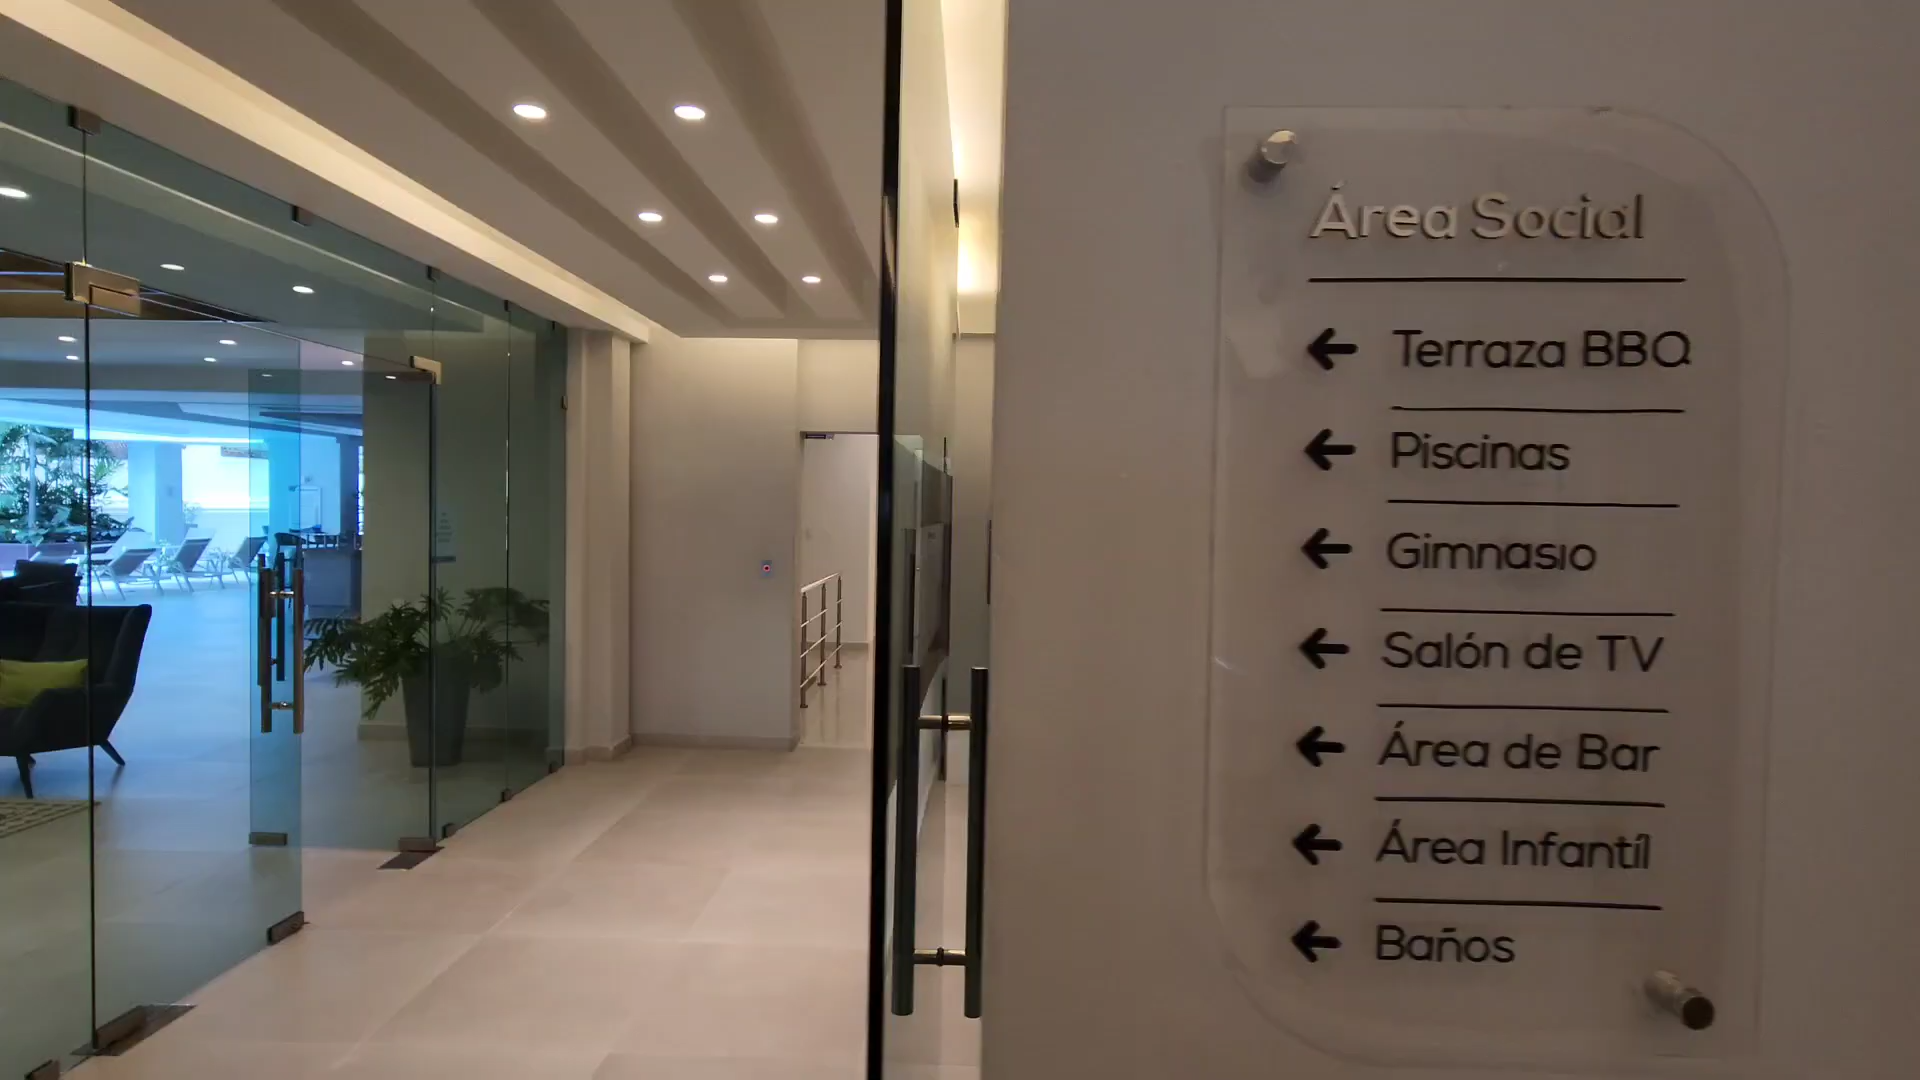 Área Social
← Terraza BBQ
← Piscinas
← Gimnasio
← Salón de TV
← Área de Bar
← Área Infantíl
← Baños